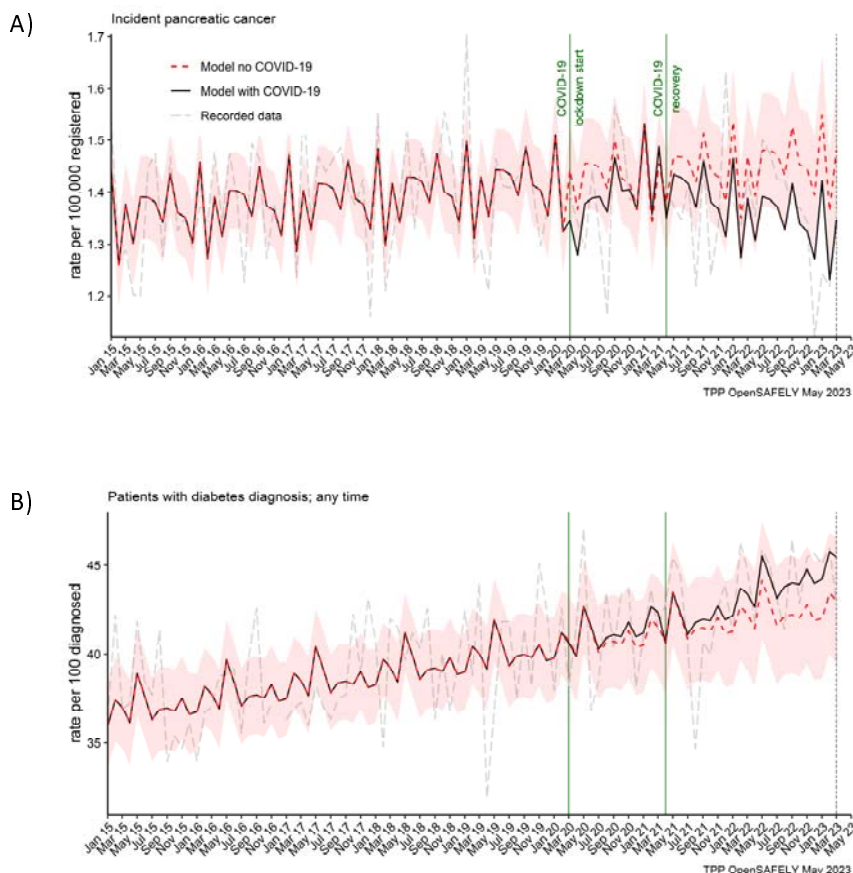 A)
Incident pancreatic cancer
rate per 100,000 registered
1.7
1.6
1.5
1.4
1.3
1.2
Model no COVID-19
Model with COVID-19
Recorded data
COVID-19
lockdown start
COVID-19
recovery
Jan 15
Mar 15
May 15
Jul 15
Sep 15
Nov 15
Jan 16
Mar 16
May 16
Jul 16
Sep 16
Nov 16
Jan 17
Mar 17
May 17
Jul 17
Sep 17
Nov 17
Jan 18
Mar 18
May 18
Jul 18
Sep 18
Nov 18
Jan 19
Mar 19
May 19
Jul 19
Sep 19
Nov 19
Jan 20
Mar 20
May 20
Jul 20
Sep 20
Nov 20
Jan 21
Mar 21
May 21
Jul 21
Sep 21
Nov 21
Jan 22
Mar 22
May 22
Jul 22
Sep 22
Nov 22
Jan 23
Mar 23
May 23
TPP OpenSAFELY May 2023
B)
Patients with diabetes diagnosis; any time
rate per 100 diagnosed
45
40
35
Jan 15
Mar 15
May 15
Jul 15
Sep 15
Nov 15
Jan 16
Mar 16
May 16
Jul 16
Sep 16
Nov 16
Jan 17
Mar 17
May 17
Jul 17
Sep 17
Nov 17
Jan 18
Mar 18
May 18
Jul 18
Sep 18
Nov 18
Jan 19
Mar 19
May 19
Jul 19
Sep 19
Nov 19
Jan 20
Mar 20
May 20
Jul 20
Sep 20
Nov 20
Jan 21
Mar 21
May 21
Jul 21
Sep 21
Nov 21
Jan 22
Mar 22
May 22
Jul 22
Sep 22
Nov 22
Jan 23
Mar 23
May 23
TPP OpenSAFELY May 2023